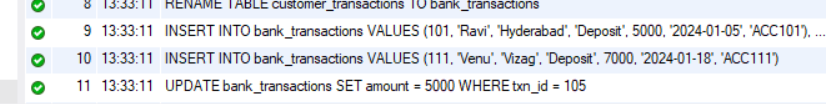 8 13:33:11 RENAME TABLE customer_transactions TO bank_transactions
9 13:33:11 INSERT INTO bank_transactions VALUES (101, 'Ravi', 'Hyderabad', 'Deposit', 5000, '2024-01-05', 'ACC101'), ...
10 13:33:11 INSERT INTO bank_transactions VALUES (111, 'Venu', 'Vizag', 'Deposit', 7000, '2024-01-18', 'ACC111')
11 13:33:11 UPDATE bank_transactions SET amount = 5000 WHERE txn_id = 105